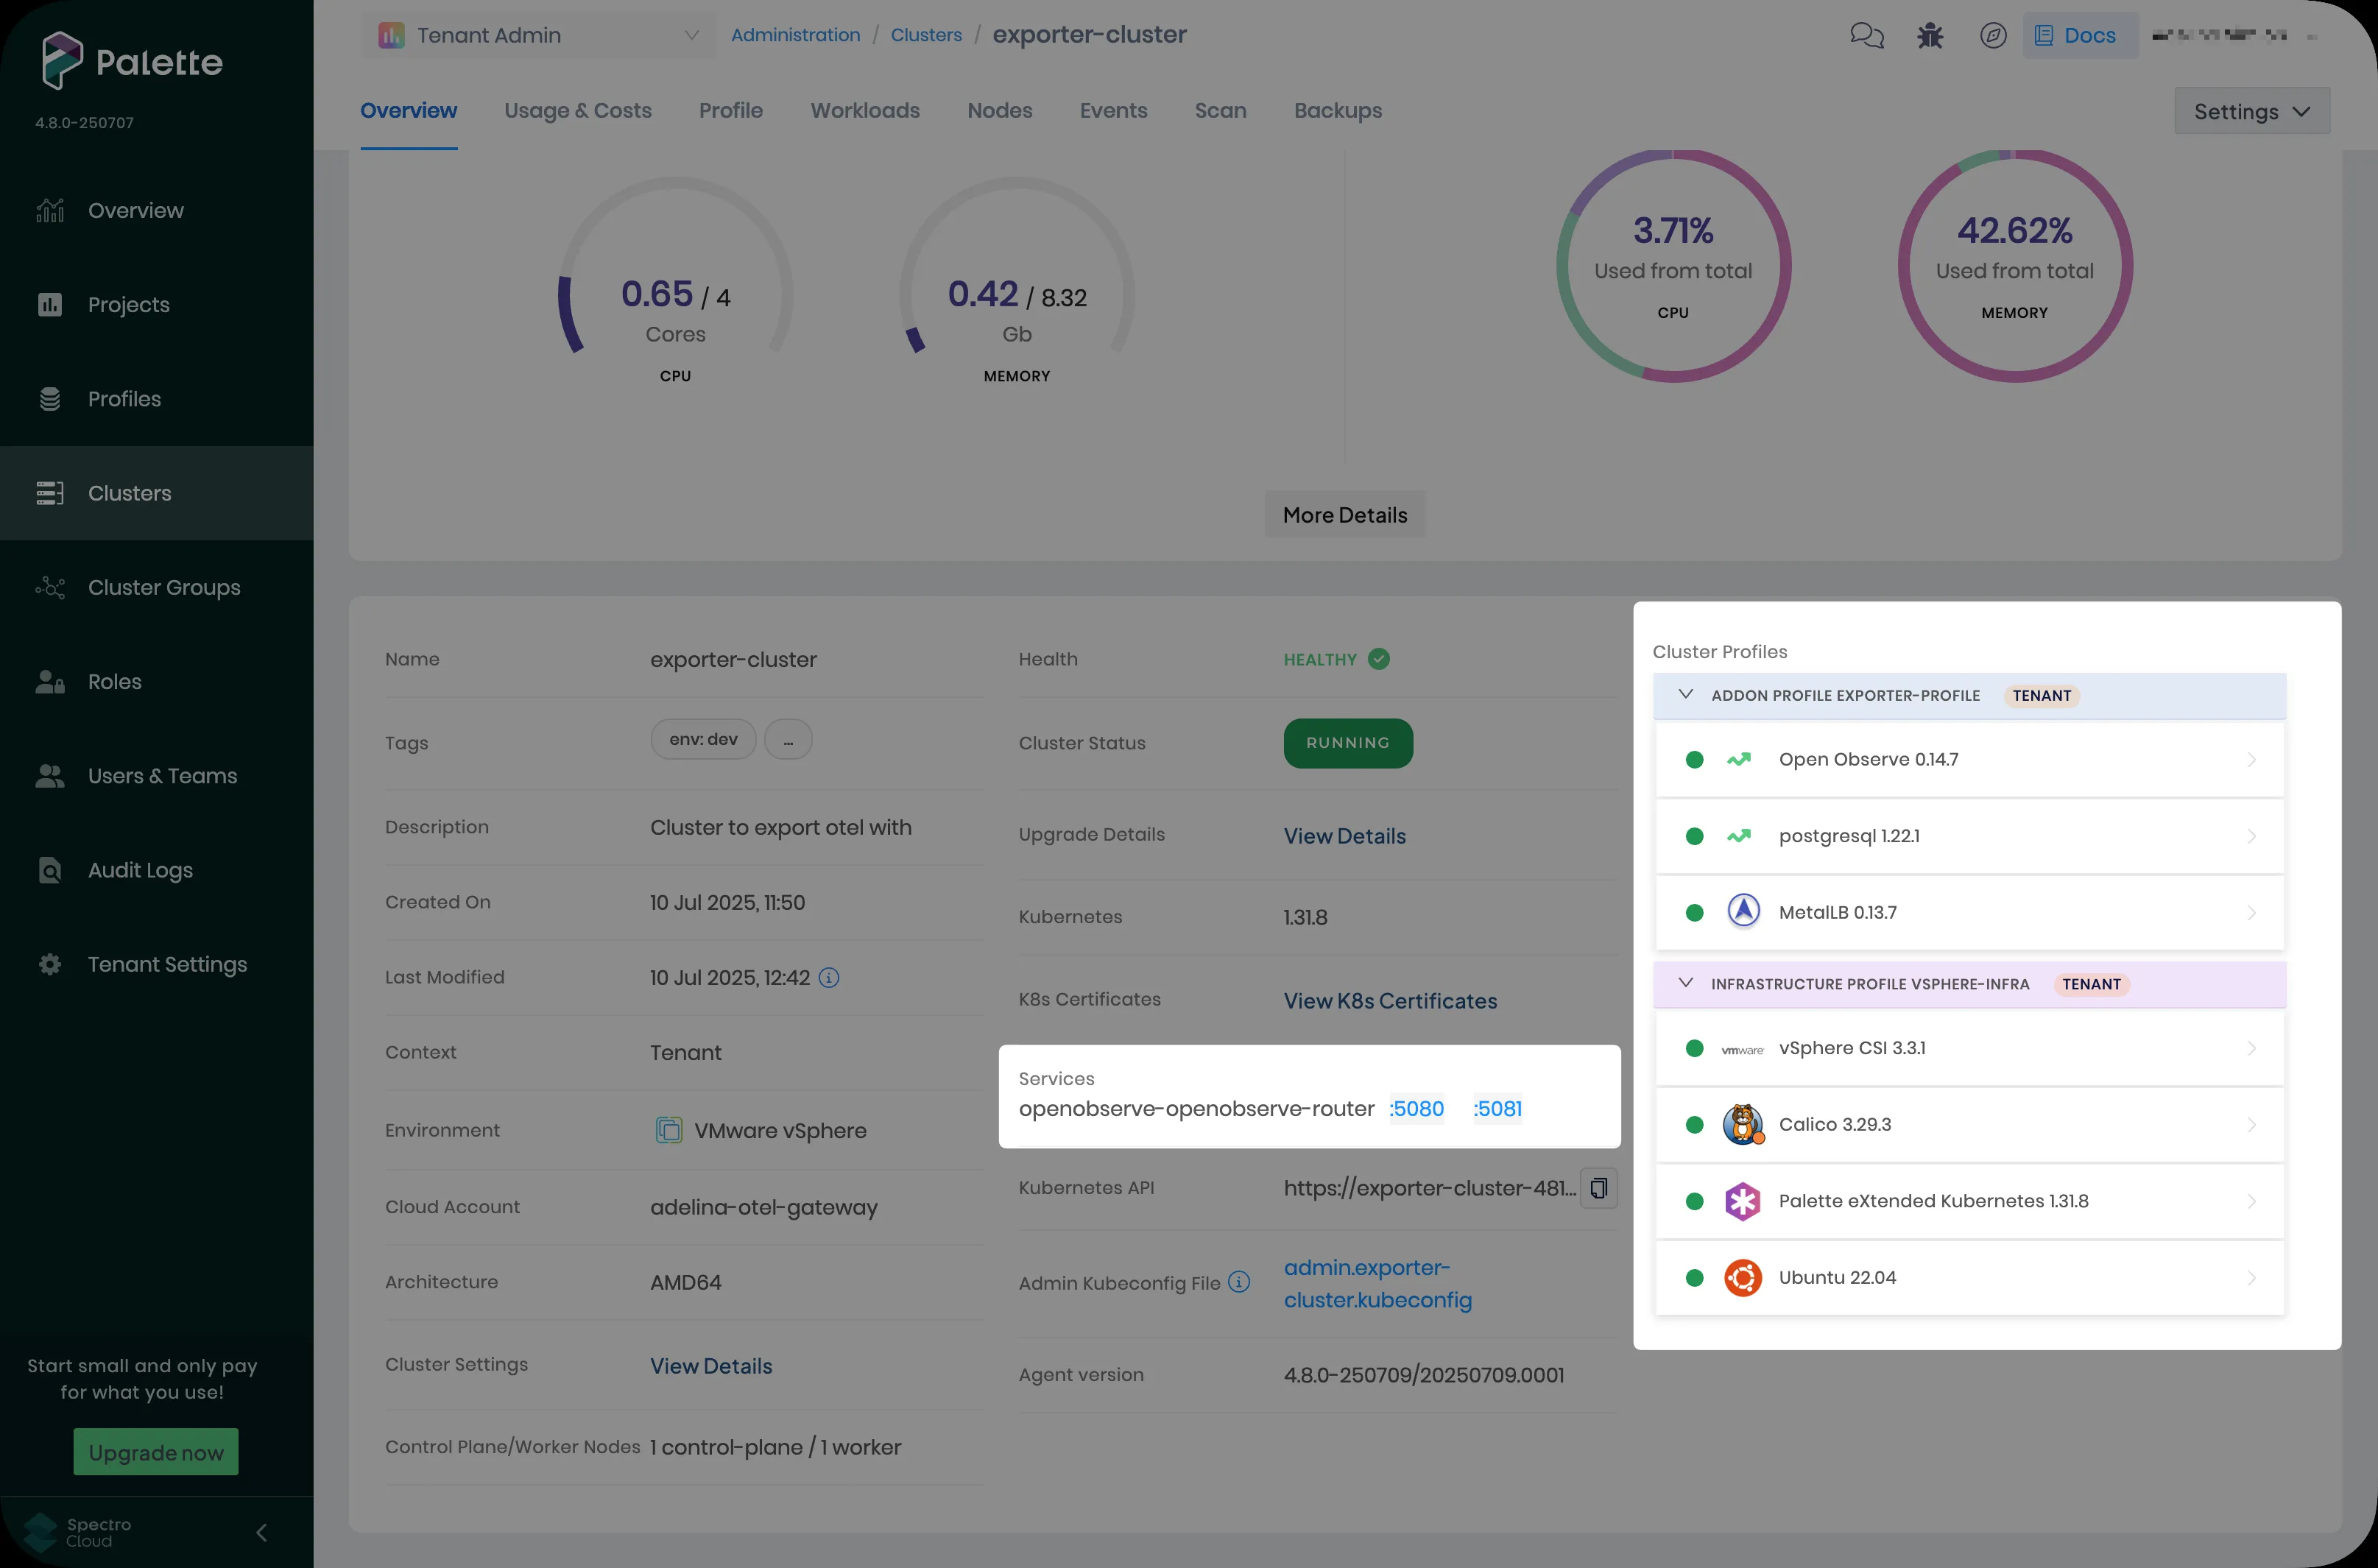 Palette
4.8.0-250707
Overview
Projects
Profiles
Clusters
Cluster Groups
Roles
Users & Teams
Audit Logs
Tenant Settings
Start small and only pay
for what you use!
Upgrade now
Spectro
Cloud
Tenant Admin
Administration / Clusters / exporter-cluster
Docs
Overview Usage & Costs Profile Workloads Nodes Events Scan Backups
Settings
0.65 / 4
Cores
CPU
0.42 / 8.32
Gb
MEMORY
3.71%
Used from total
CPU
42.62%
Used from total
MEMORY
More Details
Name exporter-cluster
Tags env: dev ...
Description Cluster to export otel with
Created On 10 Jul 2025, 11:50
Last Modified 10 Jul 2025, 12:42
Context Tenant
Environment VMware vSphere
Cloud Account adelina-otel-gateway
Architecture AMD64
Cluster Settings View Details
Control Plane/Worker Nodes 1 control-plane / 1 worker
Health HEALTHY
Cluster Status RUNNING
Upgrade Details View Details
Kubernetes 1.31.8
K8s Certificates View K8s Certificates
Services
openobserve-openobserve-router :5080 :5081
Kubernetes API https://exporter-cluster-481...
Admin Kubeconfig File admin.exporter-
cluster.kubeconfig
Agent version 4.8.0-250709/20250709.0001
Cluster Profiles
ADDON PROFILE EXPORTER-PROFILE TENANT
Open Observe 0.14.7
postgresql 1.22.1
MetalLB 0.13.7
INFRASTRUCTURE PROFILE VSPHERE-INFRA TENANT
vmware vSphere CSI 3.3.1
Calico 3.29.3
Palette eXtended Kubernetes 1.31.8
Ubuntu 22.04